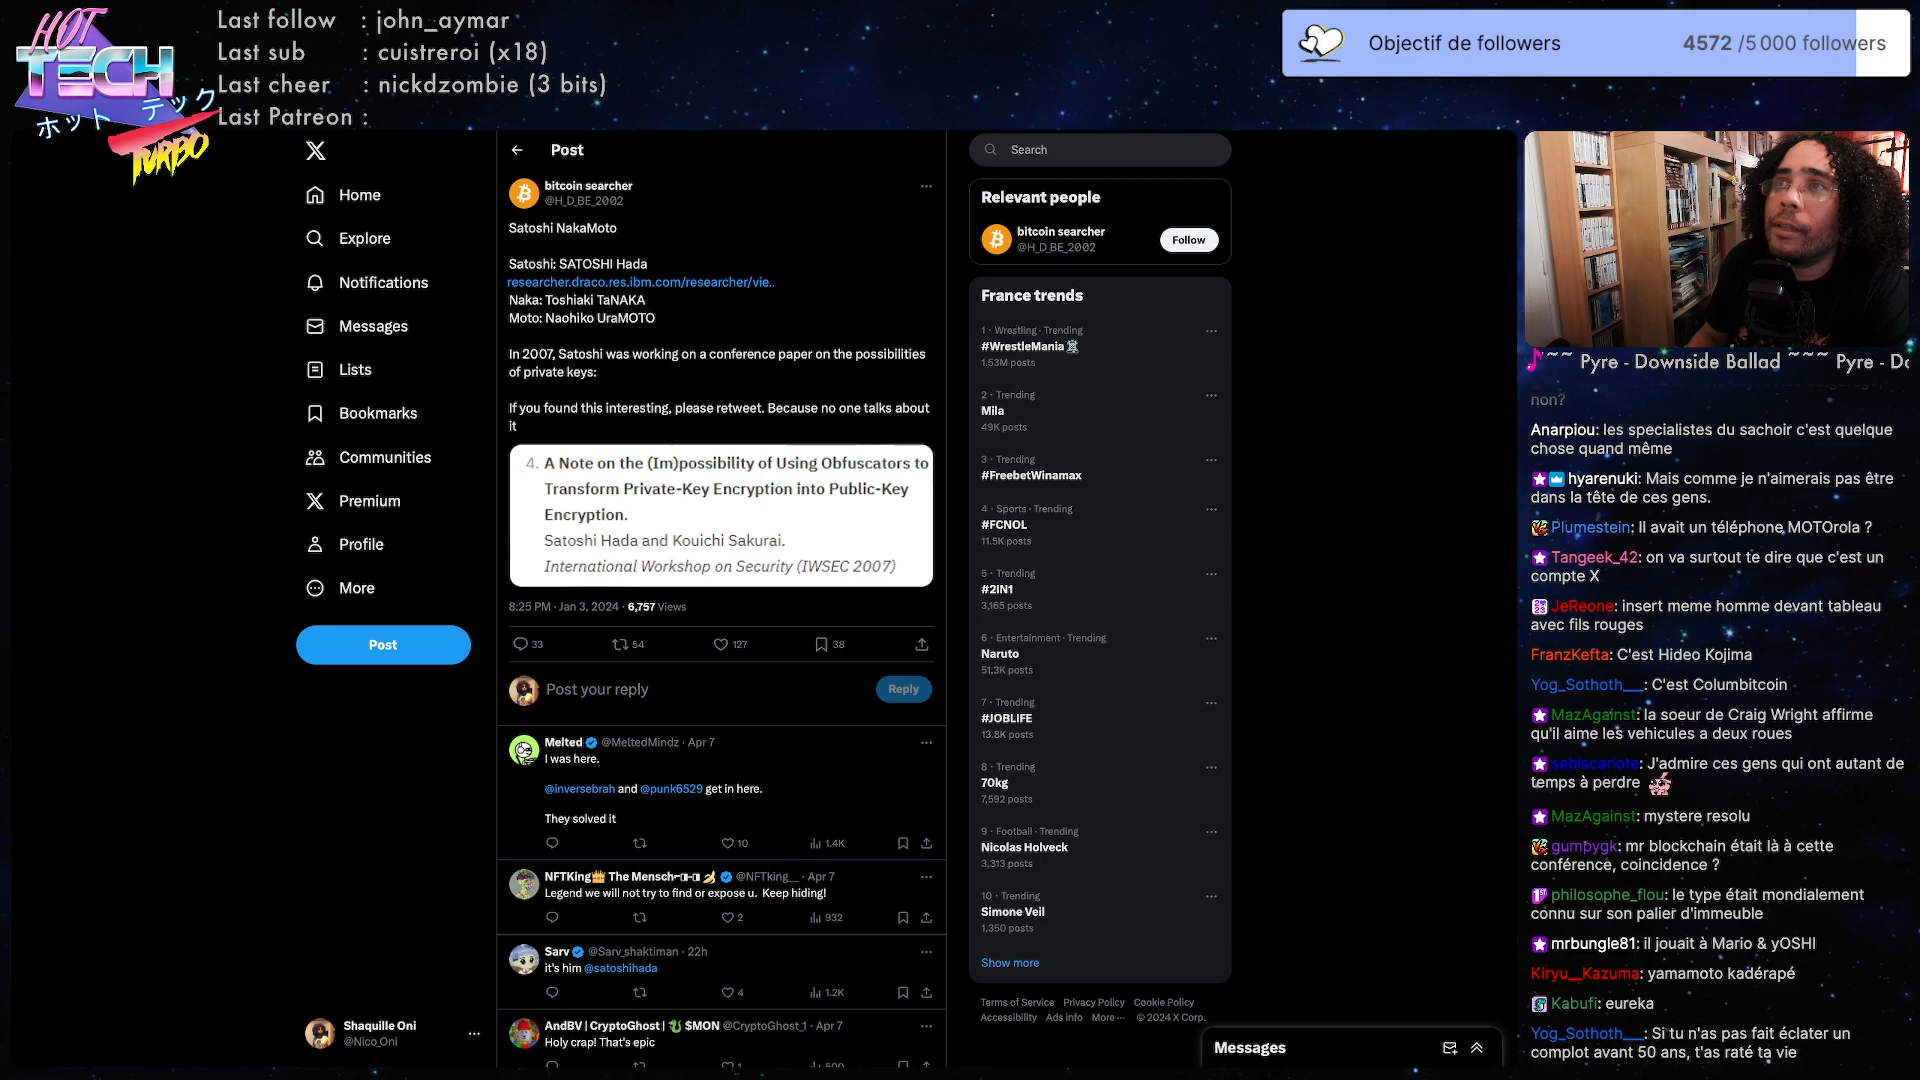 HOT
TECH
ホット テック
TURBO
Last follow : john_aymar
Last sub : cuistreroi (x18)
Last cheer : nickdzombie (3 bits)
Last Patreon :
Objectif de followers 4572 /5 000 followers
Home
Explore
Notifications
Messages
Lists
Bookmarks
Communities
Premium
Profile
More
Post
Shaquille Oni
@Nico_Oni
Post
bitcoin searcher
@H_D_BE_2002
Satoshi NakaMoto
Satoshi: SATOSHI Hada
researcher.draco.res.ibm.com/researcher/vie..
Naka: Toshiaki TaNAKA
Moto: Naohiko UraMOTO
In 2007, Satoshi was working on a conference paper on the possibilities
of private keys:
If you found this interesting, please retweet. Because no one talks about
it
4. A Note on the (Im)possibility of Using Obfuscators to
Transform Private-Key Encryption into Public-Key
Encryption.
Satoshi Hada and Kouichi Sakurai.
International Workshop on Security (IWSEC 2007)
8:25 PM · Jan 3, 2024 · 6,757 Views
33 54 127 38
Post your reply
Reply
Melted @MeltedMindz · Apr 7
I was here.
@inversebrah and @punk6529 get in here.
They solved it
10 1.4K
NFTKing The Mensch @NFTking__ · Apr 7
Legend we will not try to find or expose u. Keep hiding!
2 932
Sarv @Sarv_shaktiman · 22h
it's him @satoshihada
4 1.2K
AndBV | CryptoGhost | $MON @CryptoGhost_1 · Apr 7
Holy crap! That's epic
1 500
Search
Relevant people
bitcoin searcher
@H_D_BE_2002
Follow
France trends
1 · Wrestling · Trending
#WrestleMania
1.53M posts
2 · Trending
Mila
49K posts
3 · Trending
#FreebetWinamax
4 · Sports · Trending
#FCNOL
11.5K posts
5 · Trending
#2IN1
3,165 posts
6 · Entertainment · Trending
Naruto
51.3K posts
7 · Trending
#JOBLIFE
13.8K posts
8 · Trending
70kg
7,592 posts
9 · Football · Trending
Nicolas Holveck
3,313 posts
10 · Trending
Simone Veil
1,350 posts
Show more
Terms of Service Privacy Policy Cookie Policy
Accessibility Ads info More ··· © 2024 X Corp.
Messages
~~ Pyre - Downside Ballad ~~~ Pyre - Do
non?
Anarpiou: les specialistes du sachoir c'est quelque
chose quand même
hyarenuki: Mais comme je n'aimerais pas être
dans la tête de ces gens.
Plumestein: Il avait un téléphone MOTOrola ?
Tangeek_42: on va surtout te dire que c'est un
compte X
JeReone: insert meme homme devant tableau
avec fils rouges
FranzKefta: C'est Hideo Kojima
Yog_Sothoth__: C'est Columbitcoin
MazAgainst: la soeur de Craig Wright affirme
qu'il aime les vehicules a deux roues
sebiscariote: J'admire ces gens qui ont autant de
temps à perdre
MazAgainst: mystere resolu
gumpygk: mr blockchain était là à cette
conférence, coincidence ?
philosophe_flou: le type était mondialement
connu sur son palier d'immeuble
mrbungle81: il jouait à Mario & yOSHI
Kiryu__Kazuma: yamamoto kadérapé
Kabufi: eureka
Yog_Sothoth__: Si tu n'as pas fait éclater un
complot avant 50 ans, t'as raté ta vie